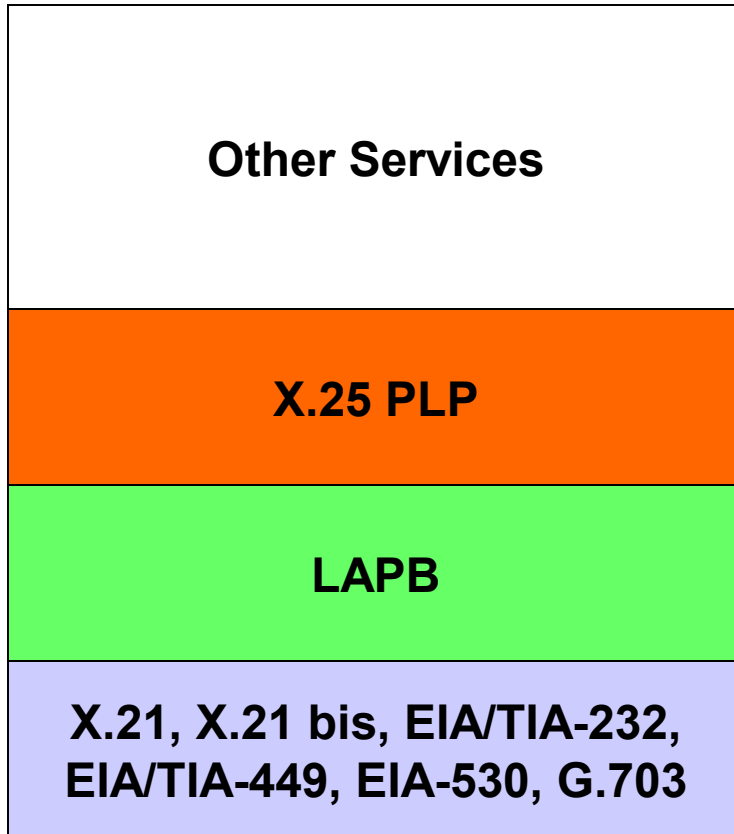 Other Services
X.25 PLP
LAPB
X.21, X.21 bis, EIA/TIA-232,
EIA/TIA-449, EIA-530, G.703